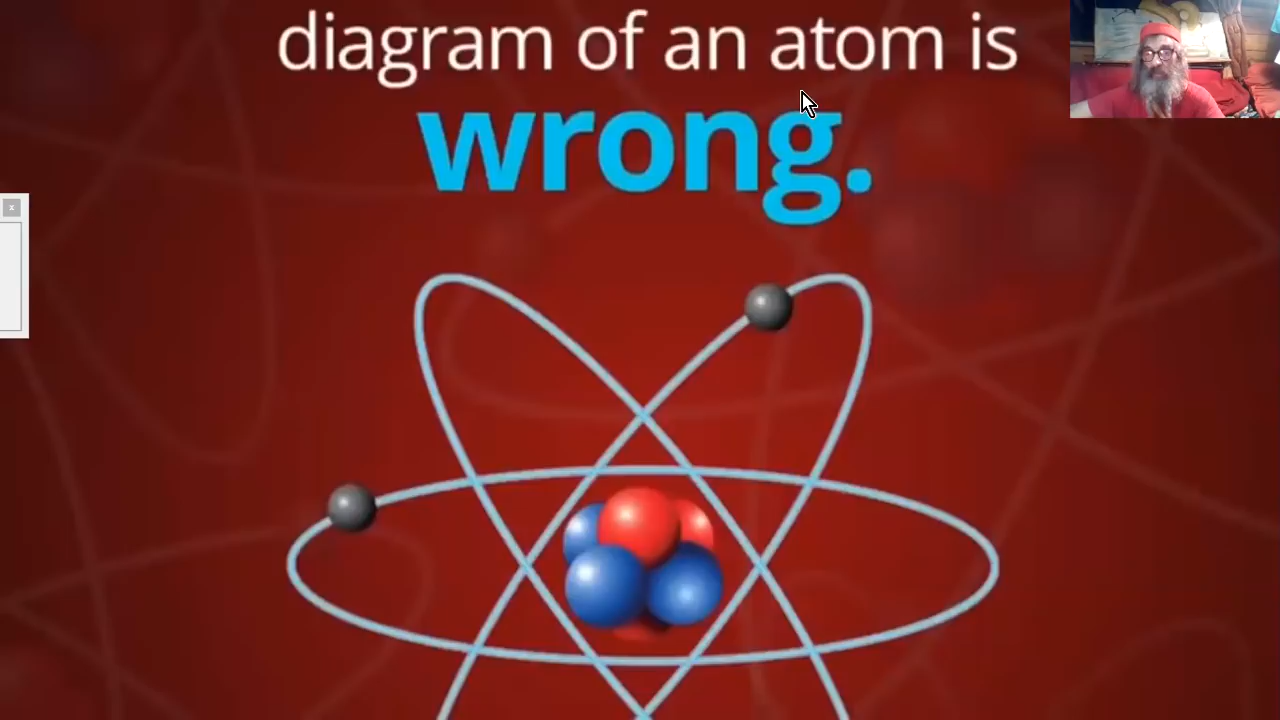 diagram of an atom is
wrong.
x